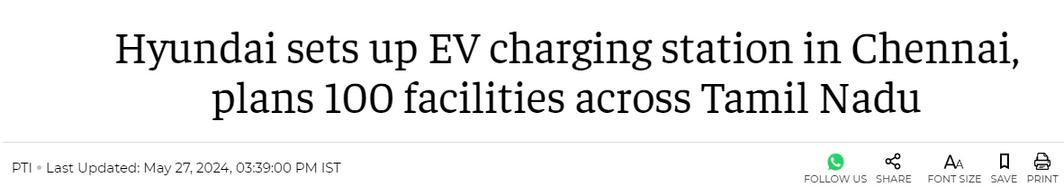 Hyundai sets up EV charging station in Chennai,
plans 100 facilities across Tamil Nadu
PTI • Last Updated: May 27, 2024, 03:39:00 PM IST
FOLLOW US SHARE AA FONT SIZE SAVE PRINT